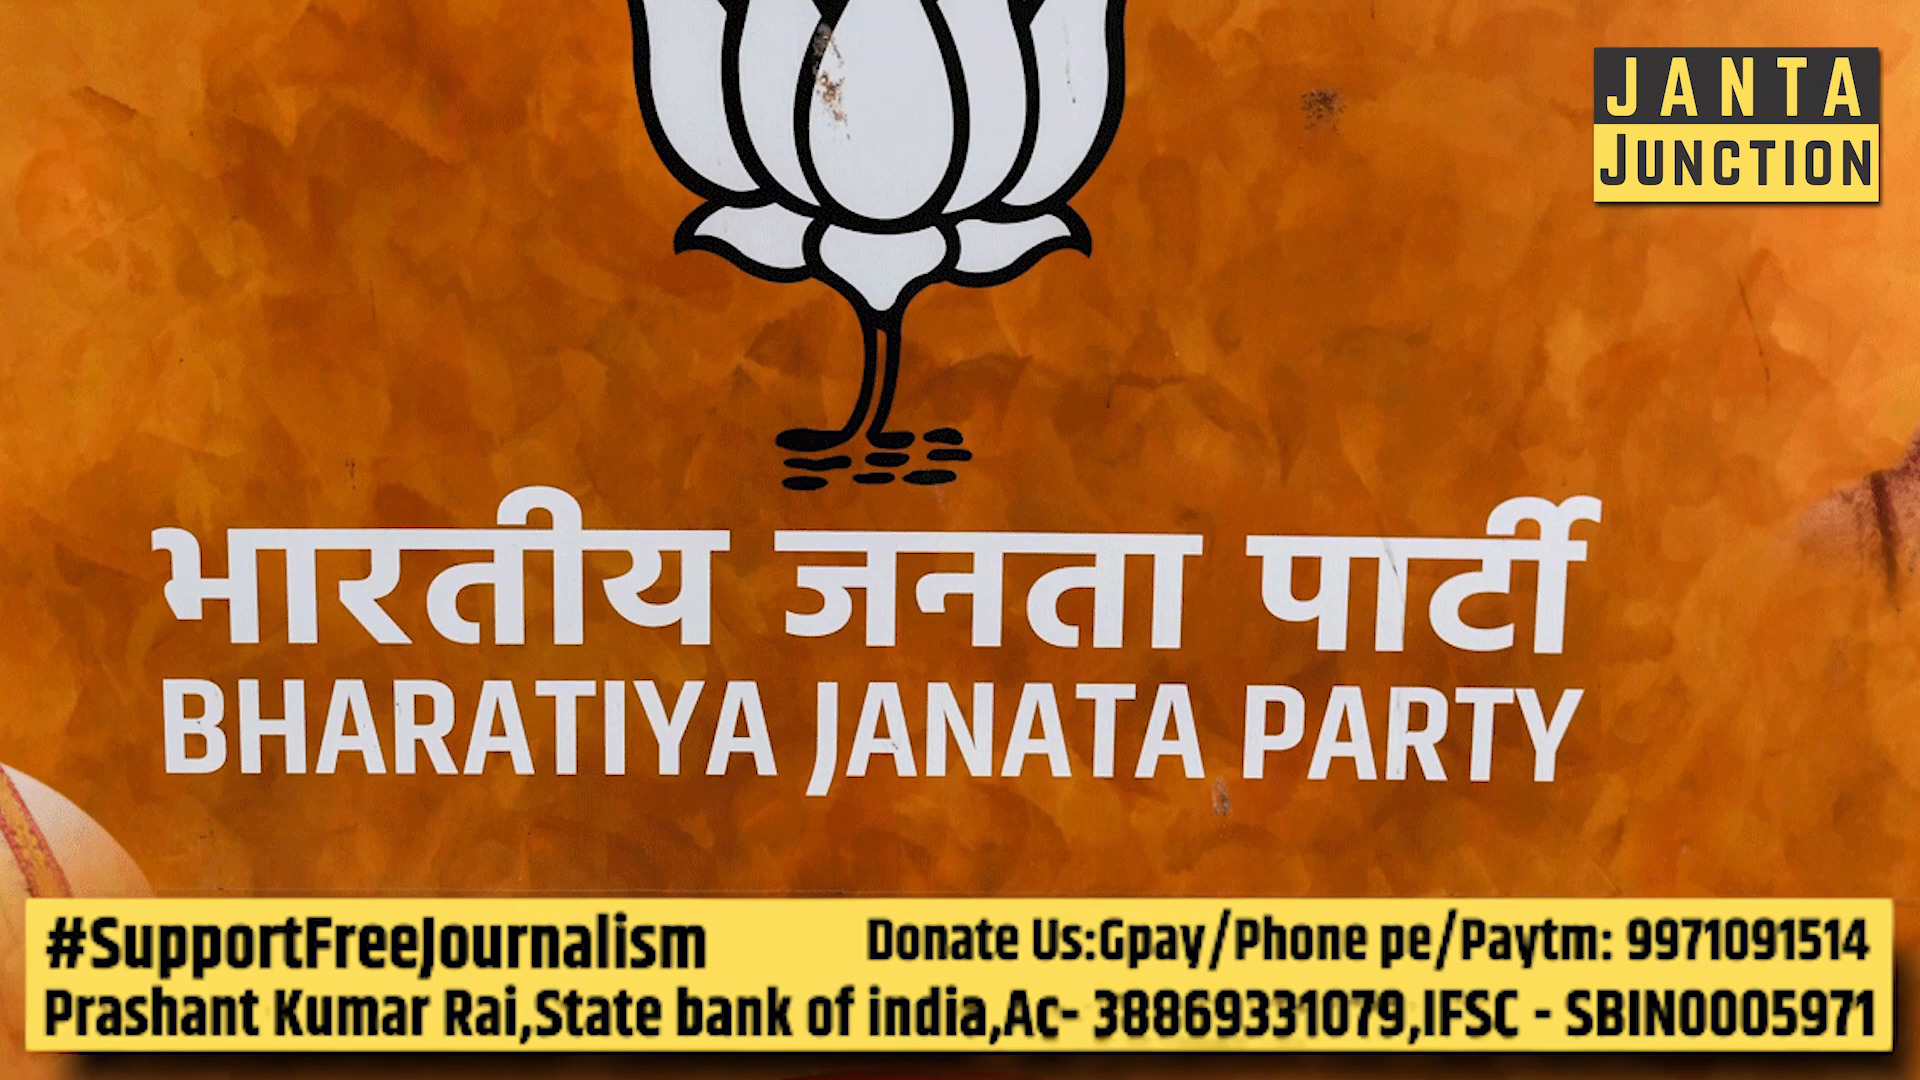 JANTA
JUNCTION
भारतीय जनता पार्टी
BHARATIYA JANATA PARTY
#SupportFreeJournalism
Donate Us:Gpay/Phone pe/Paytm: 9971091514
Prashant Kumar Rai,State bank of india,Ac- 38869331079,IFSC - SBIN0005971